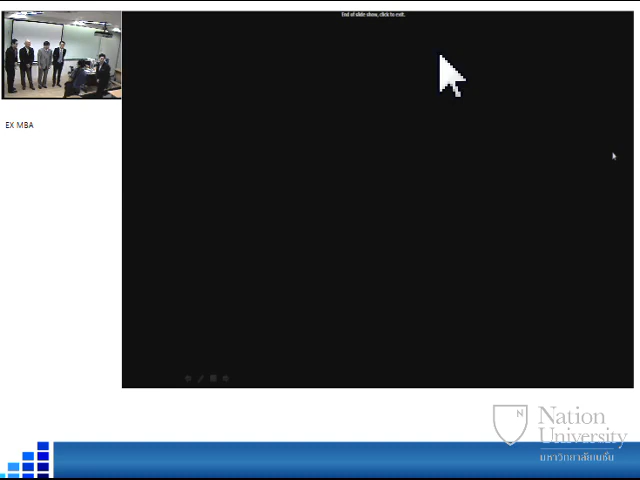 End of slide show, click to exit.
EX MBA
N
Nation
University
มหาวิทยาลัยเนชั่น